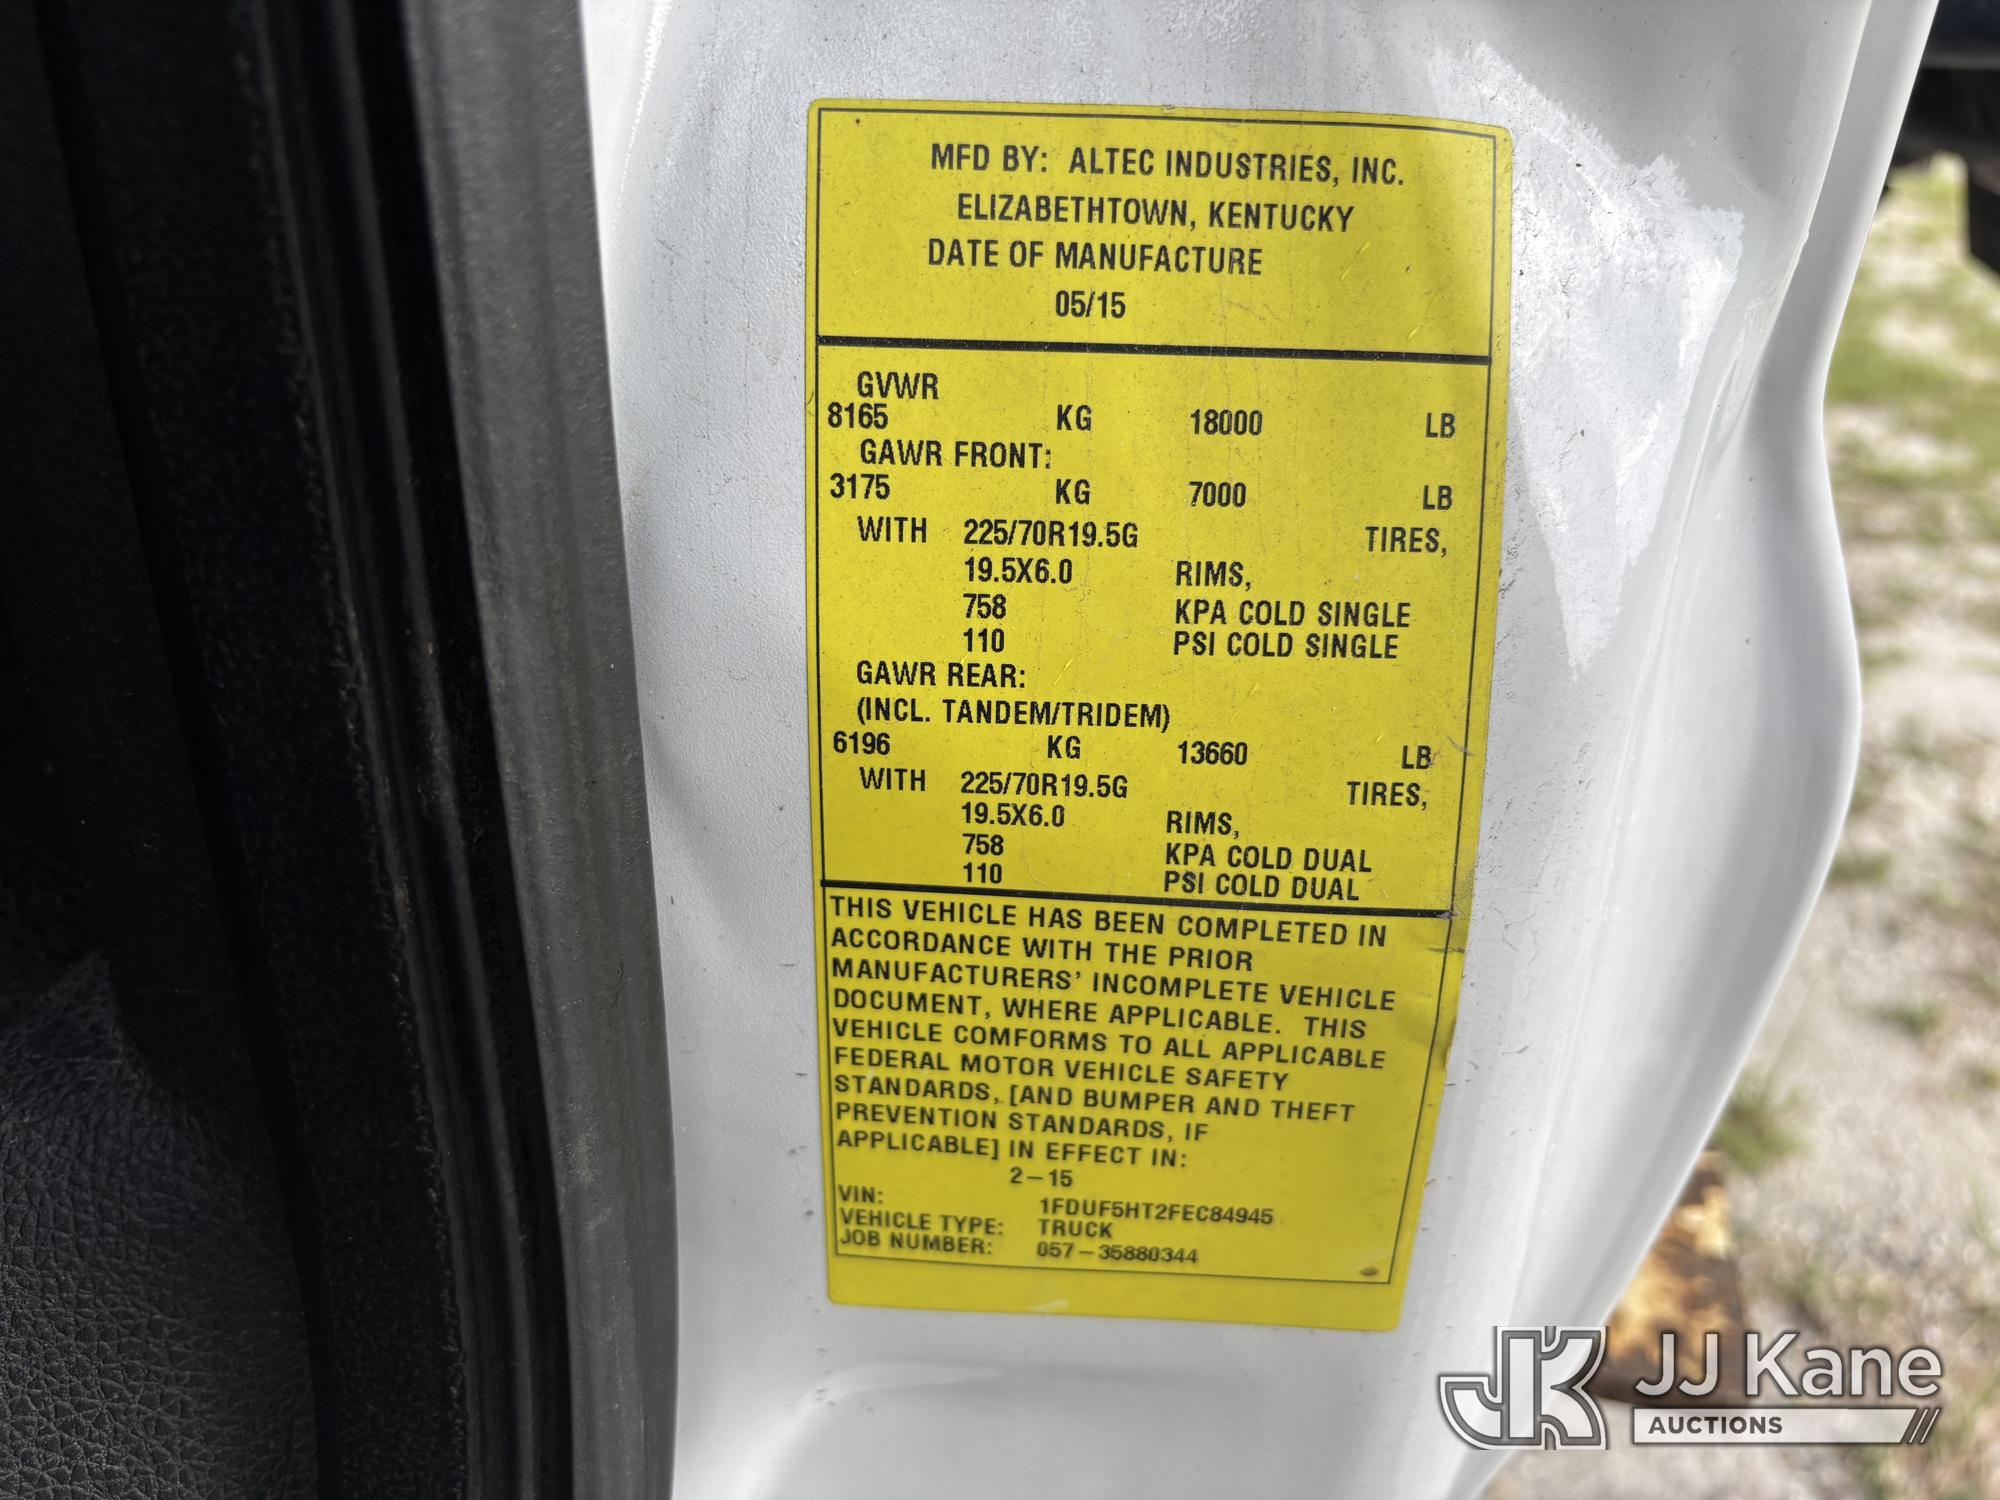 MFD BY: ALTEC INDUSTRIES, INC.
ELIZABETHTOWN, KENTUCKY
DATE OF MANUFACTURE
05/15
GVWR
8165 KG 18000 LB
GAWR FRONT:
3175 KG 7000 LB
WITH 225/70R19.5G TIRES,
19.5X6.0 RIMS,
758 KPA COLD SINGLE
110 PSI COLD SINGLE
GAWR REAR:
(INCL. TANDEM/TRIDEM)
6196 KG 13660 LB
WITH 225/70R19.5G TIRES,
19.5X6.0 RIMS,
758 KPA COLD DUAL
110 PSI COLD DUAL
THIS VEHICLE HAS BEEN COMPLETED IN
ACCORDANCE WITH THE PRIOR
MANUFACTURERS' INCOMPLETE VEHICLE
DOCUMENT, WHERE APPLICABLE. THIS
VEHICLE COMFORMS TO ALL APPLICABLE
FEDERAL MOTOR VEHICLE SAFETY
STANDARDS, [AND BUMPER AND THEFT
PREVENTION STANDARDS, IF
APPLICABLE] IN EFFECT IN:
2-15
VIN: 1FDUF5HT2FEC84945
VEHICLE TYPE: TRUCK
JOB NUMBER: 057-35880344
JK JJ Kane
AUCTIONS